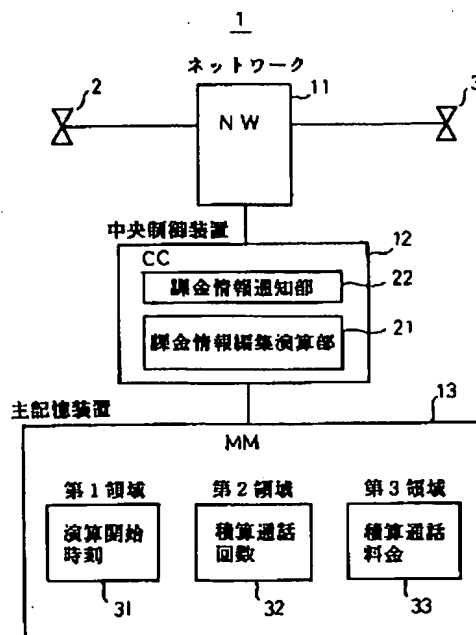 1
ネットワーク
2
11
3
NW
中央制御装置
12
CC
課金情報通知部
22
課金情報編集演算部
21
主記憶装置
13
MM
第1領域
第2領域
第3領域
演算開始
時刻
積算通話
回数
積算通話
料金
31
32
33